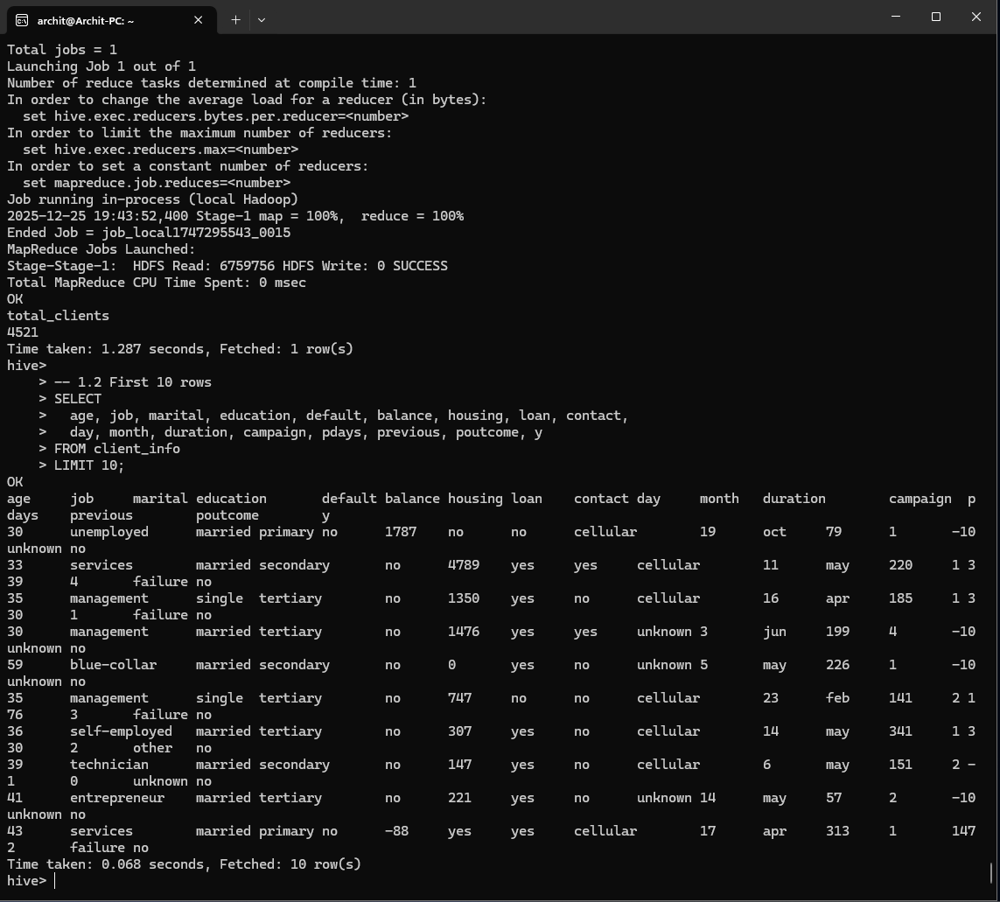 archit@Archit-PC: ~
Total jobs = 1
Launching Job 1 out of 1
Number of reduce tasks determined at compile time: 1
In order to change the average load for a reducer (in bytes):
  set hive.exec.reducers.bytes.per.reducer=<number>
In order to limit the maximum number of reducers:
  set hive.exec.reducers.max=<number>
In order to set a constant number of reducers:
  set mapreduce.job.reduces=<number>
Job running in-process (local Hadoop)
2025-12-25 19:43:52,400 Stage-1 map = 100%,  reduce = 100%
Ended Job = job_local1747295543_0015
MapReduce Jobs Launched:
Stage-Stage-1:  HDFS Read: 6759756 HDFS Write: 0 SUCCESS
Total MapReduce CPU Time Spent: 0 msec
OK
total_clients
4521
Time taken: 1.287 seconds, Fetched: 1 row(s)
hive>
    > -- 1.2 First 10 rows
    > SELECT
    >   age, job, marital, education, default, balance, housing, loan, contact,
    >   day, month, duration, campaign, pdays, previous, poutcome, y
    > FROM client_info
    > LIMIT 10;
OK
age     job     marital education       default balance housing loan    contact day     month   duration        campaign  p
days    previous        poutcome        y
30      unemployed      married primary no      1787    no      no      cellular        19      oct     79      1       -10
unknown no
33      services        married secondary       no      4789    yes     yes     cellular        11      may     220     1 3
39      4       failure no
35      management      single  tertiary        no      1350    yes     no      cellular        16      apr     185     1 3
30      1       failure no
30      management      married tertiary        no      1476    yes     yes     unknown 3       jun     199     4       -10
unknown no
59      blue-collar     married secondary       no      0       yes     no      unknown 5       may     226     1       -10
unknown no
35      management      single  tertiary        no      747     no      no      cellular        23      feb     141     2 1
76      3       failure no
36      self-employed   married tertiary        no      307     yes     no      cellular        14      may     341     1 3
30      2       other   no
39      technician      married secondary       no      147     yes     no      cellular        6       may     151     2 -
1       0       unknown no
41      entrepreneur    married tertiary        no      221     yes     no      unknown 14      may     57      2       -10
unknown no
43      services        married primary no      -88     yes     yes     cellular        17      apr     313     1       147
2       failure no
Time taken: 0.068 seconds, Fetched: 10 row(s)
hive>